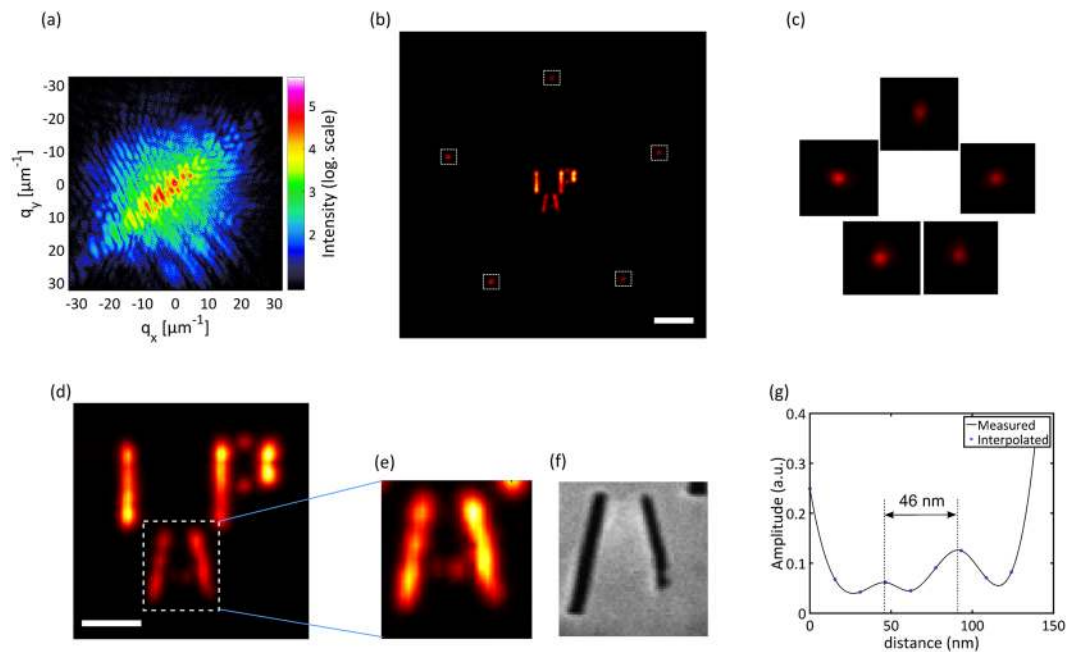 (a)
-30
-20
-10
0
10
20
30
q_y [µm⁻¹]
-30 -20 -10 0 10 20 30
q_x [µm⁻¹]
5
4
3
2
Intensity (log. scale)
(b)
(c)
(d)
(e)
(f)
(g)
0.4
0.3
0.2
0.1
0
Amplitude (a.u.)
Measured
Interpolated
46 nm
0 50 100 150
distance (nm)